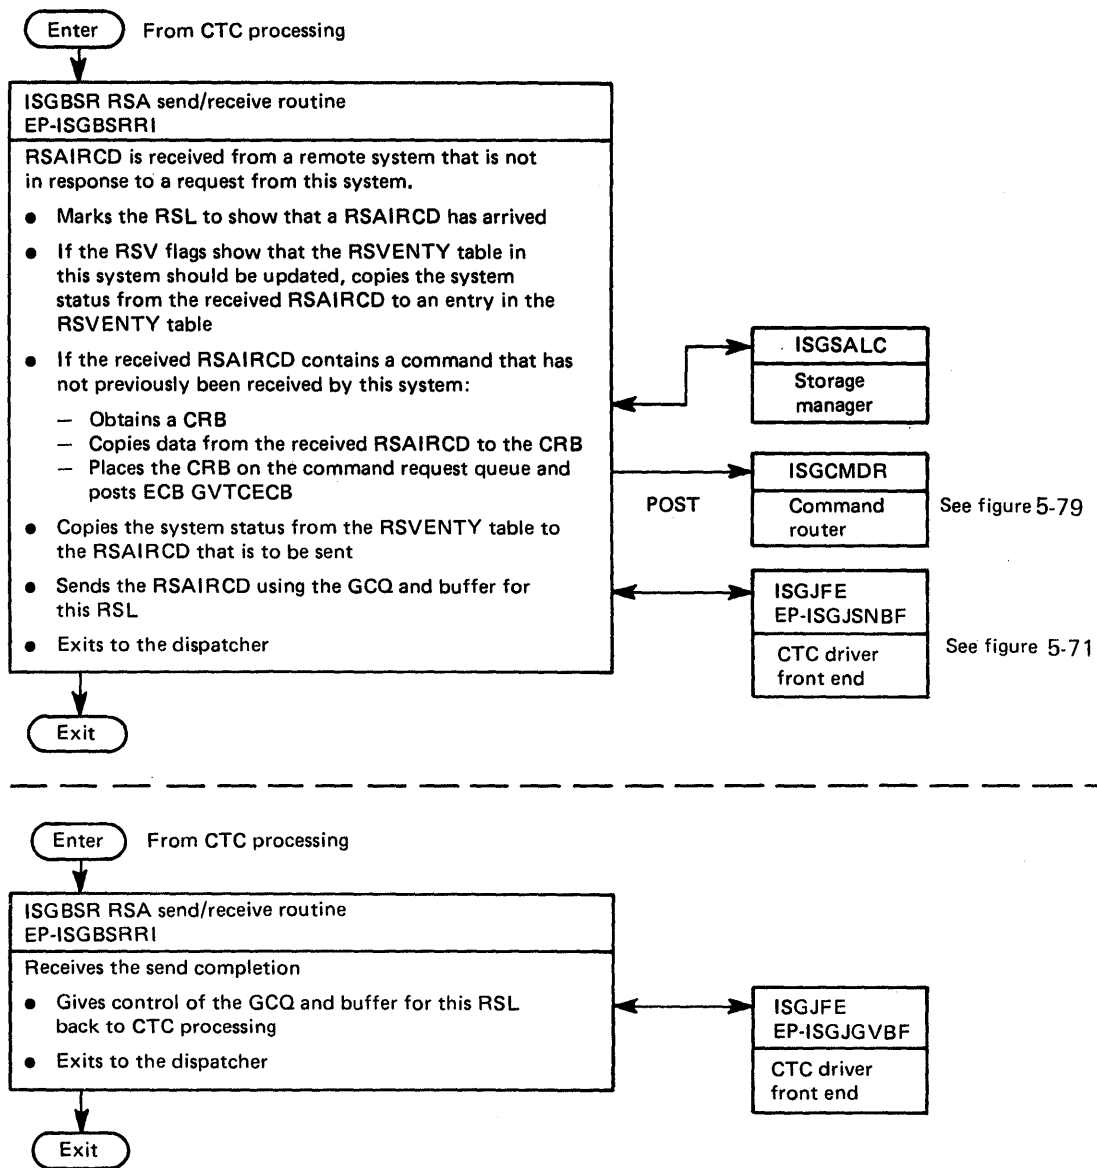 Enter From CTC processing
ISGBSR RSA send/receive routine
EP-ISGBSRRI
RSAIRCD is received from a remote system that is not
in response to a request from this system.
● Marks the RSL to show that a RSAIRCD has arrived
● If the RSV flags show that the RSVENTY table in
this system should be updated, copies the system
status from the received RSAIRCD to an entry in the
RSVENTY table
● If the received RSAIRCD contains a command that has
not previously been received by this system:
– Obtains a CRB
– Copies data from the received RSAIRCD to the CRB
– Places the CRB on the command request queue and
posts ECB GVTCECB
● Copies the system status from the RSVENTY table to
the RSAIRCD that is to be sent
● Sends the RSAIRCD using the GCQ and buffer for
this RSL
● Exits to the dispatcher
ISGSALC
Storage
manager
POST
ISGCMDR
Command
router
See figure 5-79
ISGJFE
EP-ISGJSNBF
CTC driver
front end
See figure 5-71
Exit
Enter From CTC processing
ISGBSR RSA send/receive routine
EP-ISGBSRRI
Receives the send completion
● Gives control of the GCQ and buffer for this RSL
back to CTC processing
● Exits to the dispatcher
ISGJFE
EP-ISGJGVBF
CTC driver
front end
Exit